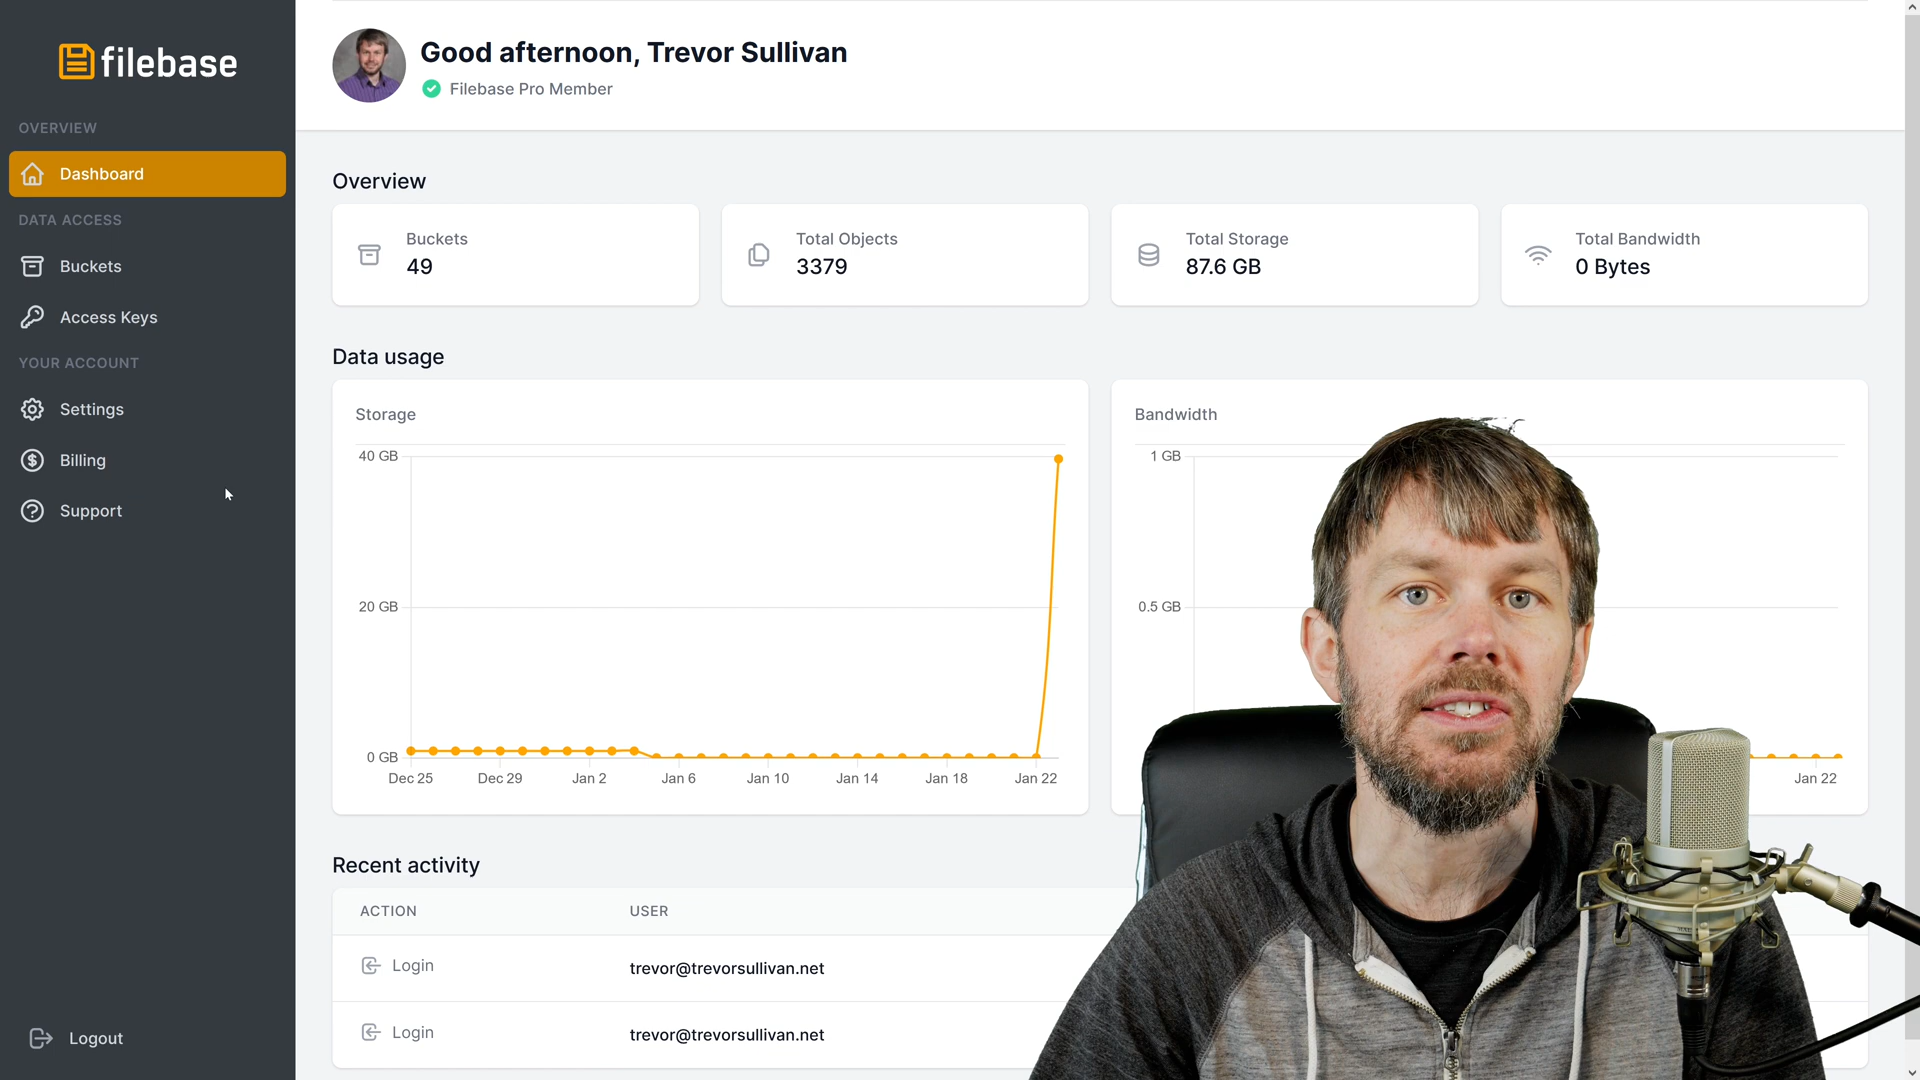 filebase
OVERVIEW
Dashboard
DATA ACCESS
Buckets
Access Keys
YOUR ACCOUNT
Settings
Billing
Support
Logout
Good afternoon, Trevor Sullivan
Filebase Pro Member
Overview
Buckets
49
Total Objects
3379
Total Storage
87.6 GB
Total Bandwidth
0 Bytes
Data usage
Storage
40 GB
20 GB
0 GB
Dec 25 Dec 29 Jan 2 Jan 6 Jan 10 Jan 14 Jan 18 Jan 22
Bandwidth
1 GB
0.5 GB
Jan 22
Recent activity
ACTION USER
Login trevor@trevorsullivan.net
Login trevor@trevorsullivan.net